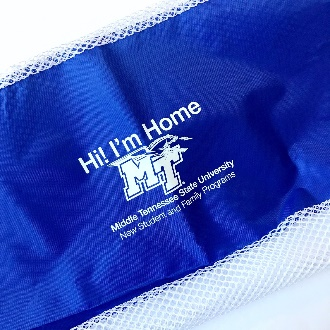 Hi! I'm Home
MT
Middle Tennessee State University
New Student and Family Programs